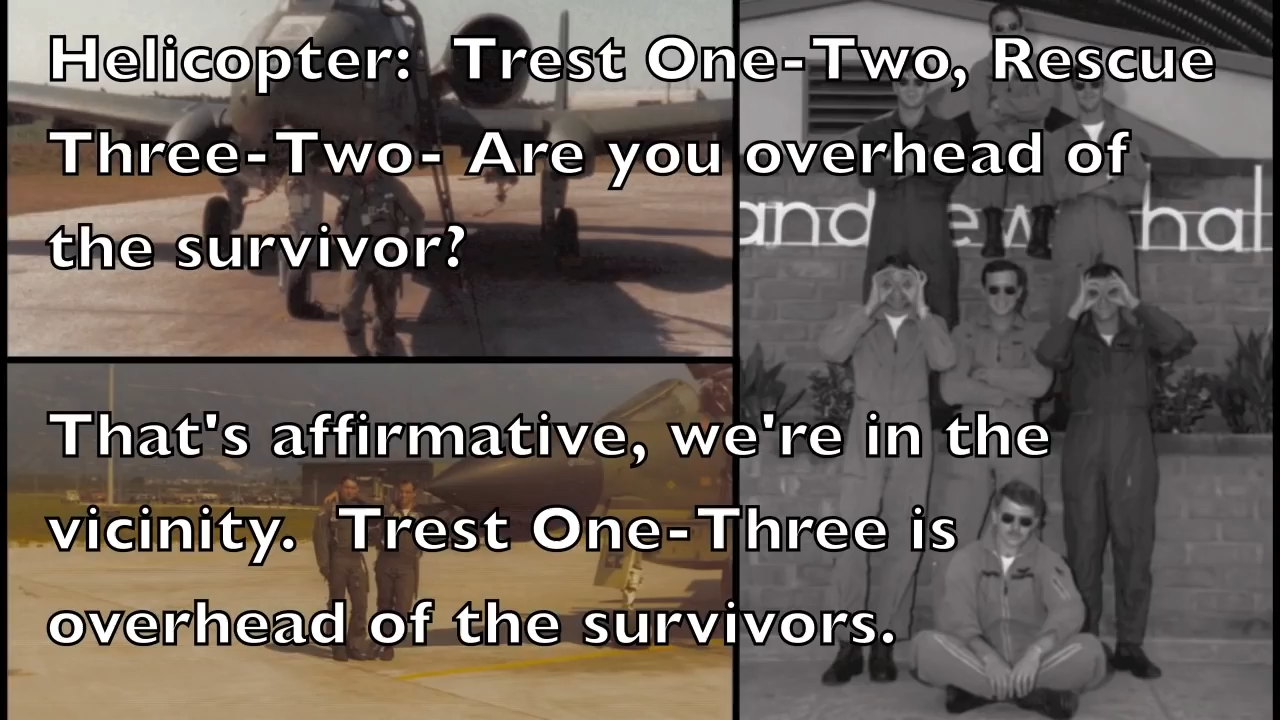 Helicopter:  Trest One-Two, Rescue
Three-Two- Are you overhead of
the survivor?
That's affirmative, we're in the
vicinity.  Trest One-Three is
overhead of the survivors.